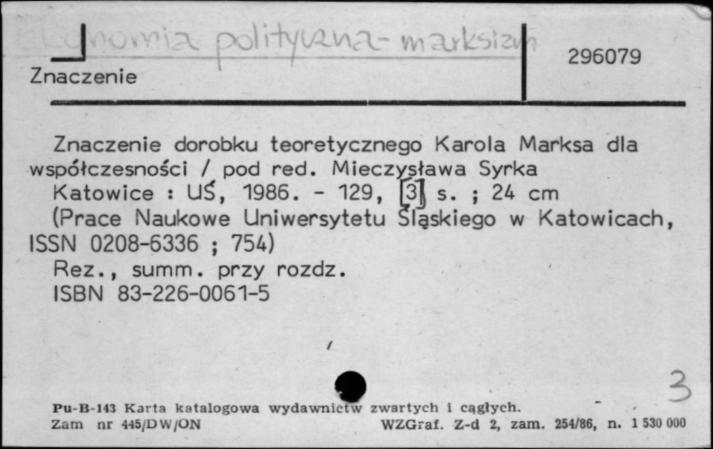 Ekonomia polityczna - marksizm
296079
Znaczenie
Znaczenie dorobku teoretycznego Karola Marksa dla
współczesności / pod red. Mieczysława Syrka
Katowice : UŚ, 1986. - 129, [3] s. ; 24 cm
(Prace Naukowe Uniwersytetu Śląskiego w Katowicach,
ISSN 0208-6336 ; 754)
Rez., summ. przy rozdz.
ISBN 83-226-0061-5
3
Pu-B-143 Karta katalogowa wydawnictw zwartych i cągłych.
Zam nr 445/DW/ON WZGraf. Z-d 2, zam. 254/86, n. 1 530 000